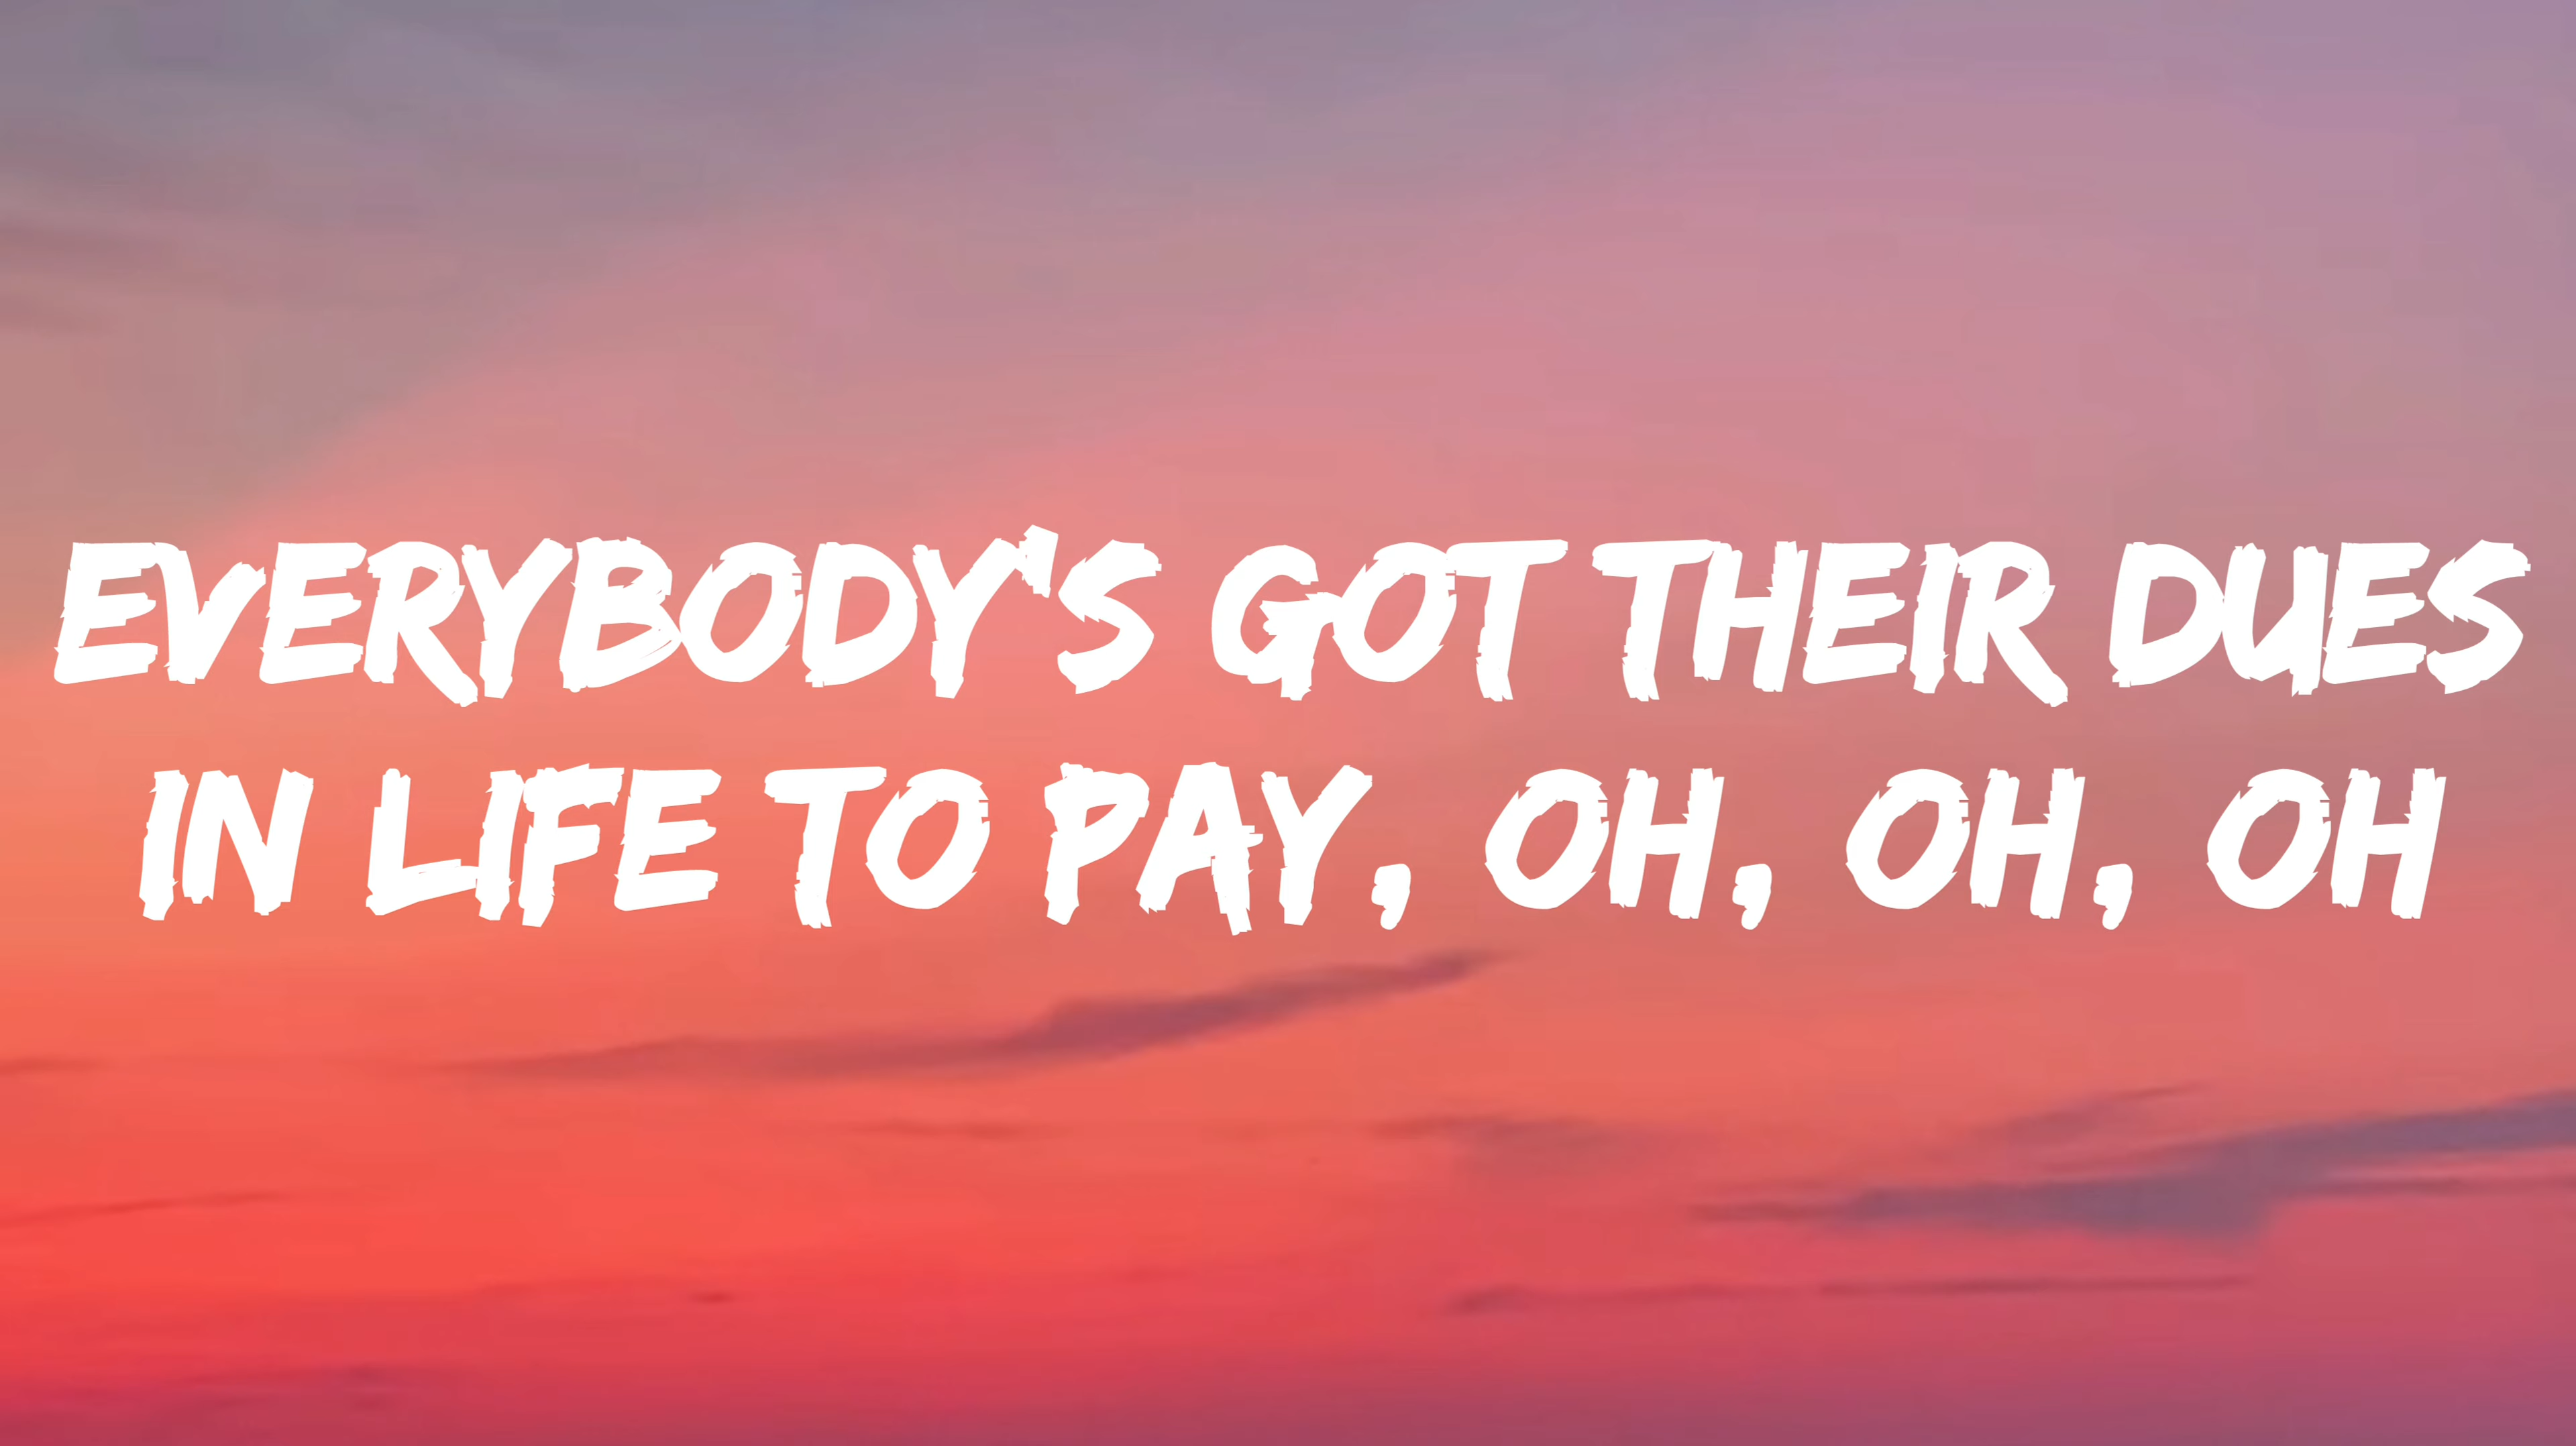 EVERYBODY'S GOT THEIR DUES
IN LIFE TO PAY, OH, OH, OH